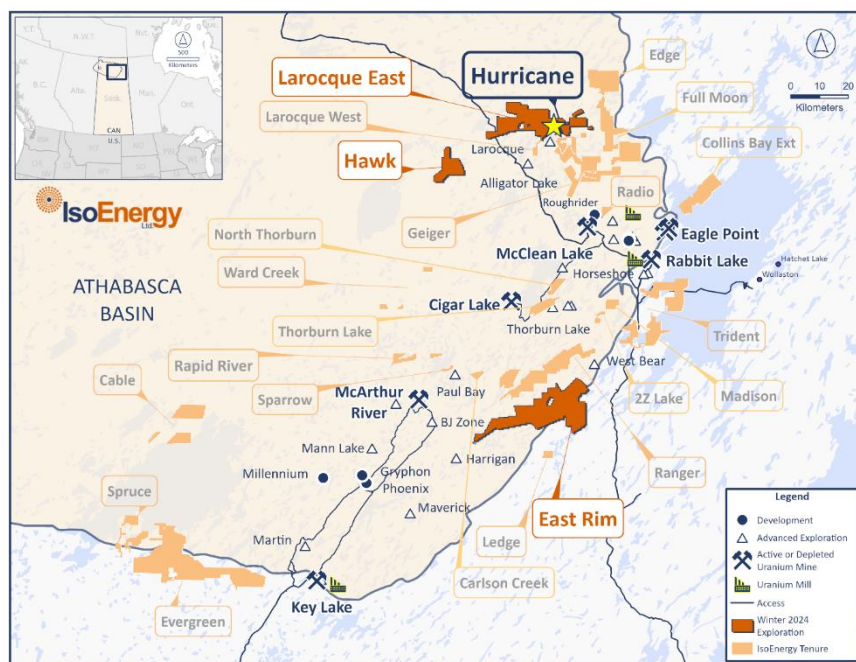 Y.T.
N.W.T.
Nvt.
500
Kilometers
B.C.
Alta.
Sask.
Man.
Ont.
CAN
U.S.
Edge
Larocque East
Hurricane
0 10 20
Kilometers
Larocque West
Full Moon
Larocque
Collins Bay Ext
Hawk
Alligator Lake
Radio
Roughrider
IsoEnergy
Ltd.
Geiger
North Thorburn
McClean Lake
Eagle Point
Rabbit Lake
Hatchet Lake
Wollaston
Ward Creek
Horseshoe
ATHABASCA
BASIN
Cigar Lake
Thorburn Lake
Thorburn Lake
Trident
Rapid River
West Bear
Cable
Sparrow
Paul Bay
McArthur
River
2Z Lake
Madison
BJ Zone
Mann Lake
Harrigan
Ranger
Millennium
Gryphon
Phoenix
Spruce
Maverick
East Rim
Ledge
Martin
Carlson Creek
Key Lake
Evergreen
Legend
Development
Advanced Exploration
Active or Depleted
Uranium Mine
Uranium Mill
Access
Winter 2024
Exploration
IsoEnergy Tenure